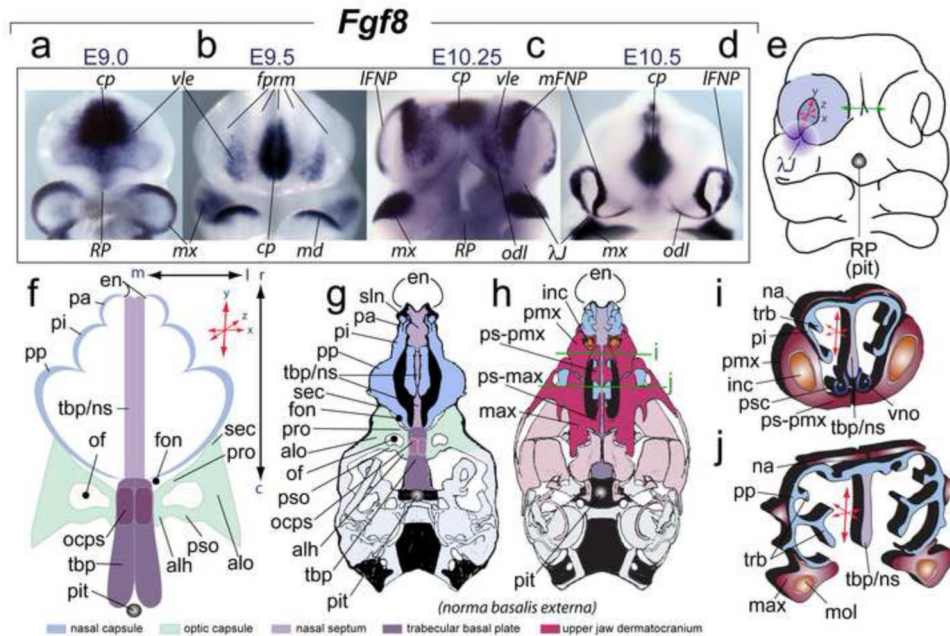 Fgf8
a E9.0 b E9.5 E10.25 c E10.5 d e
cp vle fprm lFNP cp vle mFNP cp lFNP
y
z
x
λJ
RP mx cp md mx RP odl λJ mx odl
RP
(pit)
f m l r
en
pa
pi
pp
y
z
x
tbp/ns
of fon sec
pro
c
ocps
tbp alh pso alo
pit
g en
sln
pa
pi
pp
tbp/ns
sec
fon
pro
alo
of
pso
ocps
alh
tbp
pit
h en
inc
pmx
ps-pmx i
j
ps-max
max
pit
(norma basalis externa)
i
na
trb
pi
pmx
inc
psc
ps-pmx tbp/ns vno
j
na
pp
trb
tbp/ns
max mol
nasal capsule optic capsule nasal septum trabecular basal plate upper jaw dermatocranium